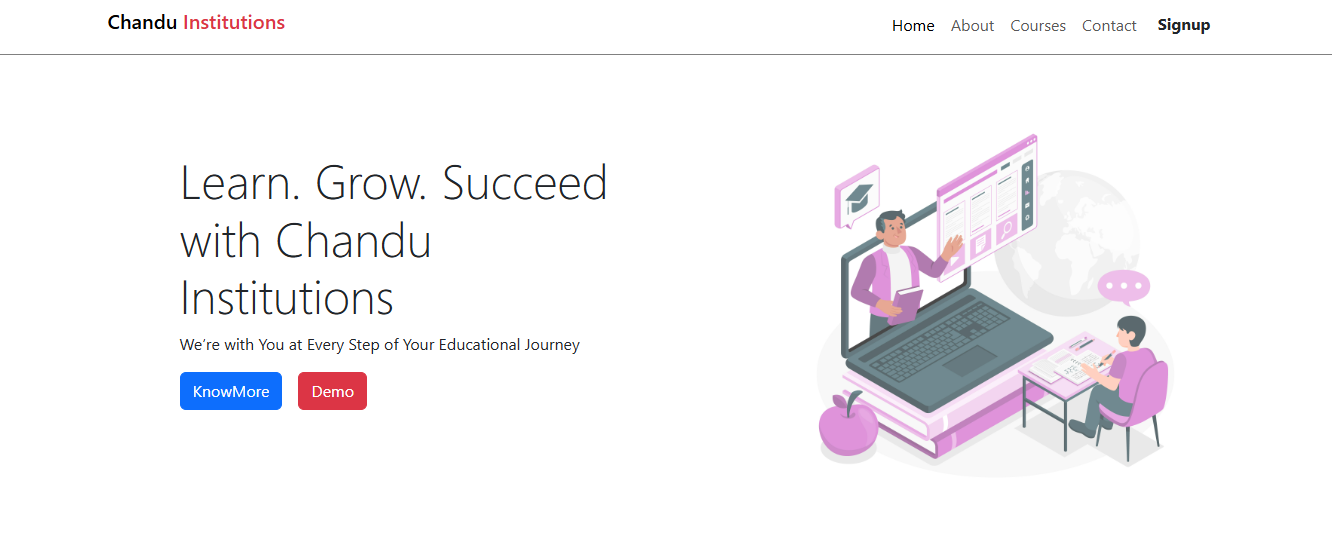 Chandu Institutions
Home About Courses Contact Signup
Learn. Grow. Succeed
with Chandu
Institutions
We’re with You at Every Step of Your Educational Journey
KnowMore Demo